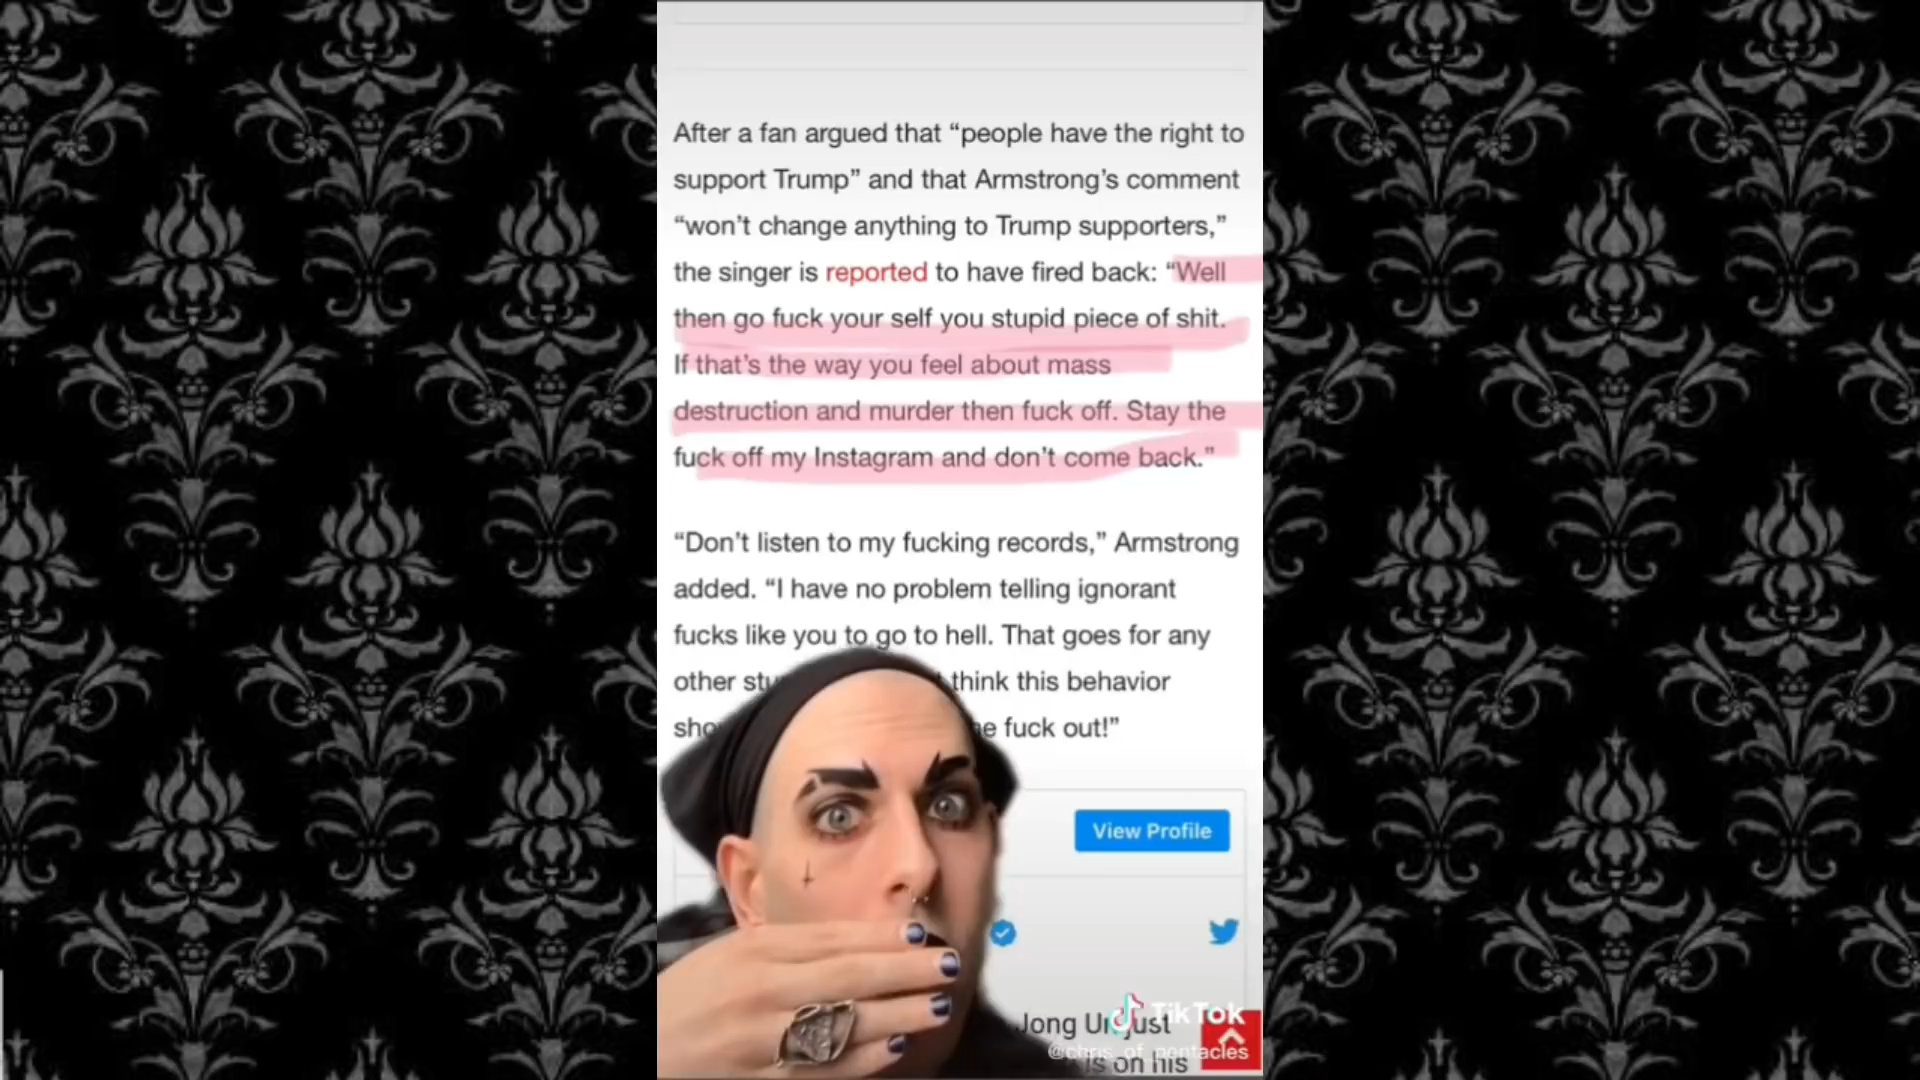 After a fan argued that “people have the right to
support Trump” and that Armstrong’s comment
“won’t change anything to Trump supporters,”
the singer is reported to have fired back: “Well
then go fuck your self you stupid piece of shit.
If that’s the way you feel about mass
destruction and murder then fuck off. Stay the
fuck off my Instagram and don’t come back.”
“Don’t listen to my fucking records,” Armstrong
added. “I have no problem telling ignorant
fucks like you to go to hell. That goes for any
other think this behavior
fuck out!”
View Profile
Jong Un just
TikTok
@chris_of_pentacles
on his